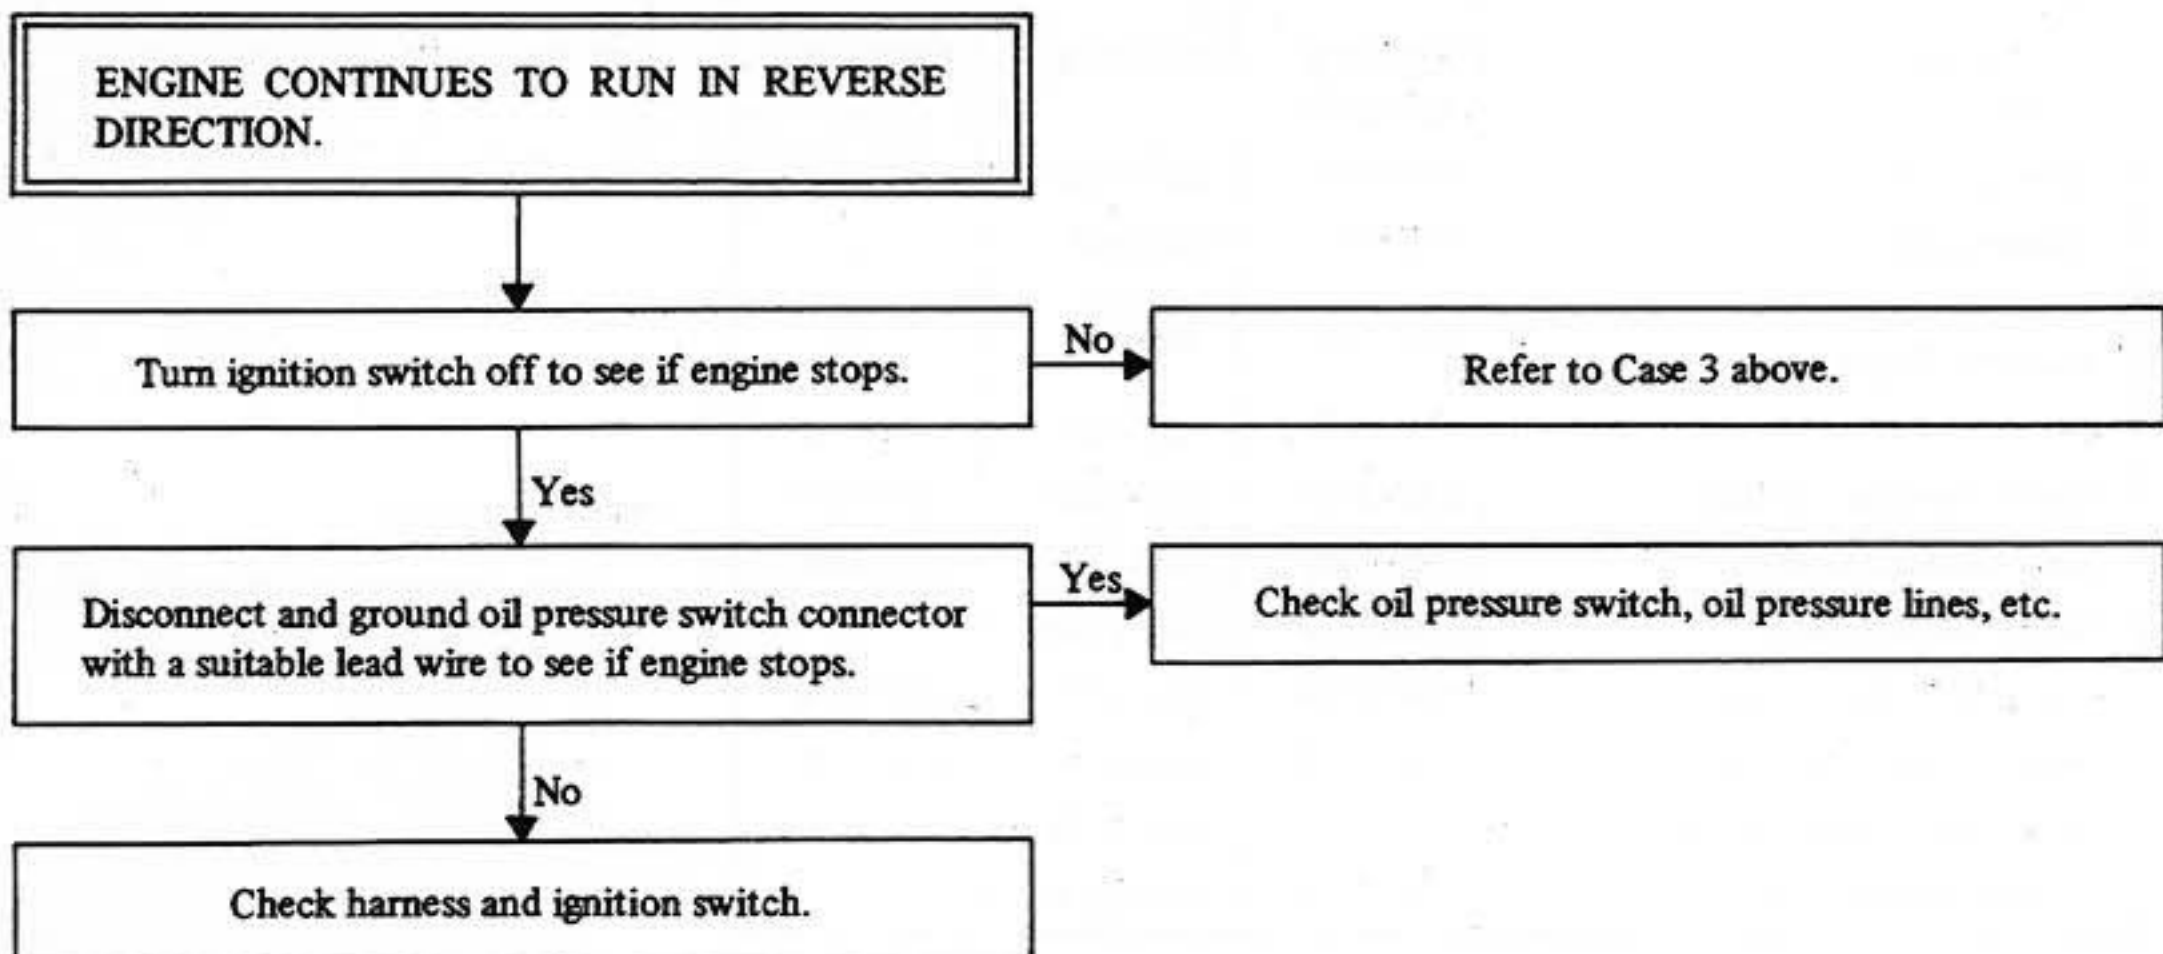 ENGINE CONTINUES TO RUN IN REVERSE
DIRECTION.
Turn ignition switch off to see if engine stops.
No
Refer to Case 3 above.
Yes
Disconnect and ground oil pressure switch connector
with a suitable lead wire to see if engine stops.
Yes
Check oil pressure switch, oil pressure lines, etc.
No
Check harness and ignition switch.